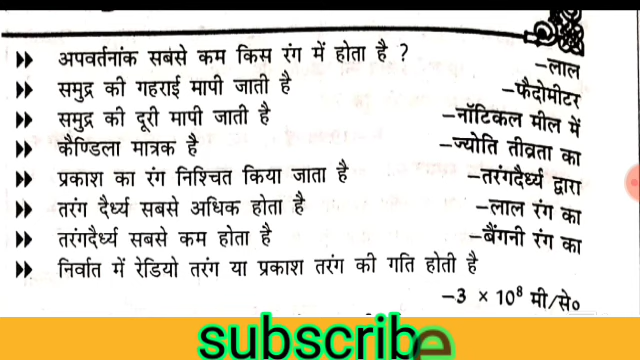 अपवर्तनांक सबसे कम किस रंग में होता है ? –लाल
समुद्र की गहराई मापी जाती है –फैदोमीटर
समुद्र की दूरी मापी जाती है –नॉटिकल मील में
कैण्डिला मात्रक है –ज्योति तीव्रता का
प्रकाश का रंग निश्चित किया जाता है –तरंगदैर्ध्य द्वारा
तरंग दैर्ध्य सबसे अधिक होता है –लाल रंग का
तरंगदैर्ध्य सबसे कम होता है –बैंगनी रंग का
निर्वात में रेडियो तरंग या प्रकाश तरंग की गति होती है
–3 × 10⁸ मी/से०
subscribe